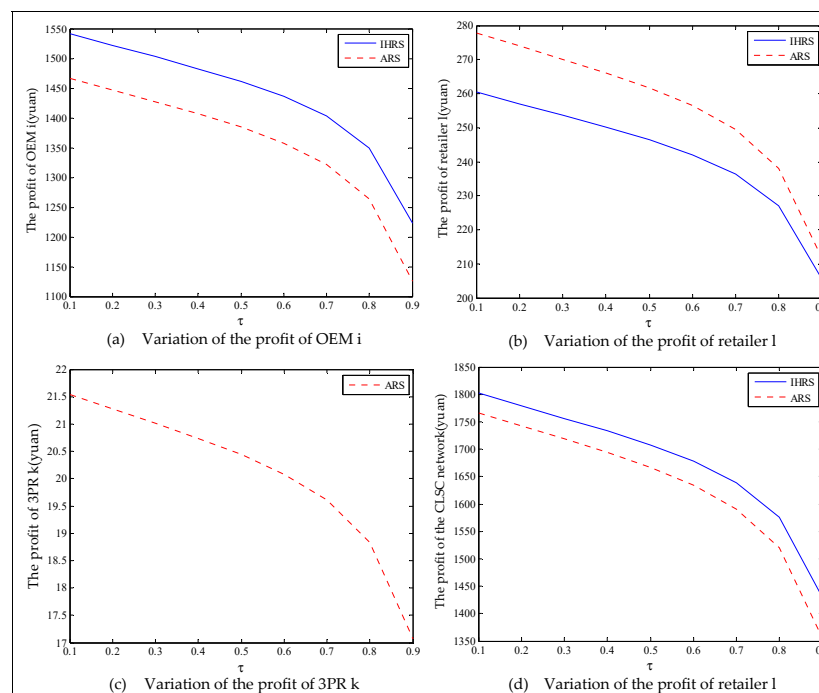 The profit of OEM i(yuan)
1550
1500
1450
1400
1350
1300
1250
1200
1150
1100
0.1 0.2 0.3 0.4 0.5 0.6 0.7 0.8 0.9
τ
IHRS
ARS
(a) Variation of the profit of OEM i
The profit of retailer l(yuan)
280
270
260
250
240
230
220
210
200
0.1 0.2 0.3 0.4 0.5 0.6 0.7 0.8
τ
IHRS
ARS
(b) Variation of the profit of retailer l
The profit of 3PR k(yuan)
22
21.5
21
20.5
20
19.5
19
18.5
18
17.5
17
0.1 0.2 0.3 0.4 0.5 0.6 0.7 0.8 0.9
τ
ARS
(c) Variation of the profit of 3PR k
The profit of the CLSC network(yuan)
1850
1800
1750
1700
1650
1600
1550
1500
1450
1400
1350
0.1 0.2 0.3 0.4 0.5 0.6 0.7 0.8
τ
IHRS
ARS
(d) Variation of the profit of retailer l